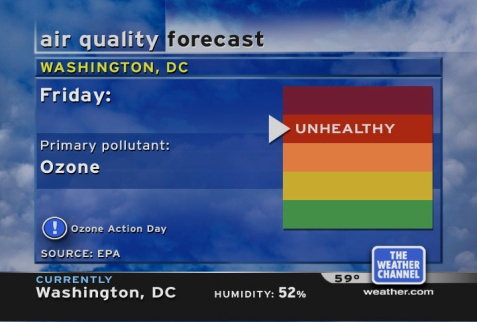 air quality forecast
WASHINGTON, DC
Friday:
UNHEALTHY
Primary pollutant:
Ozone
! Ozone Action Day
SOURCE: EPA
CURRENTLY
Washington, DC
HUMIDITY: 52%
59°
THE
WEATHER
CHANNEL
weather.com